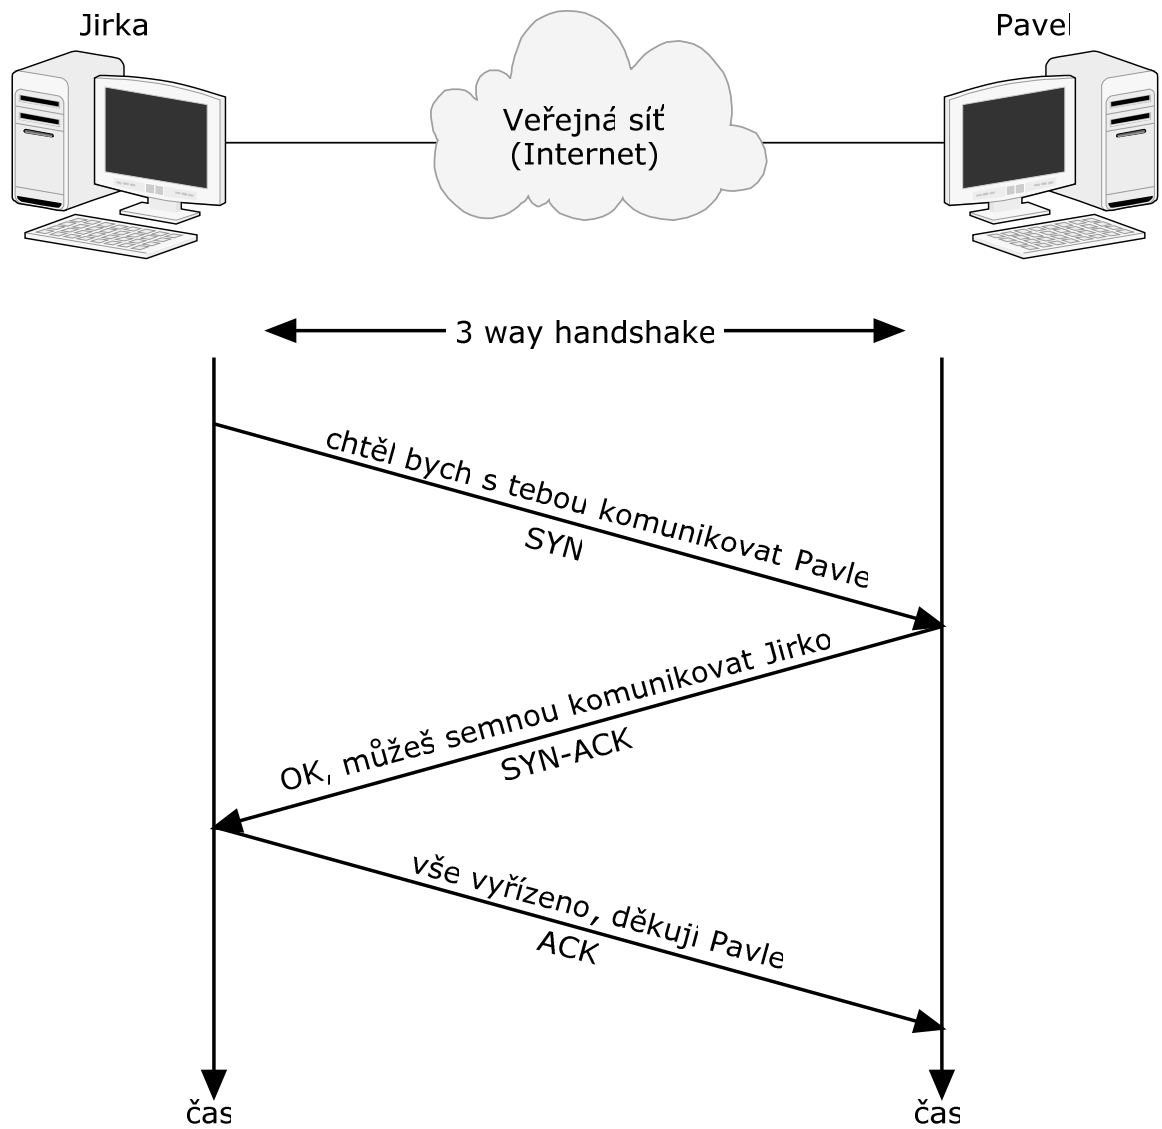 Jirka
Pavel
Veřejná síť
(Internet)
3 way handshake
chtěl bych s tebou komunikovat Pavle
SYN
OK, můžeš semnou komunikovat Jirko
SYN-ACK
vše vyřízeno, děkuji Pavle
ACK
čas
čas